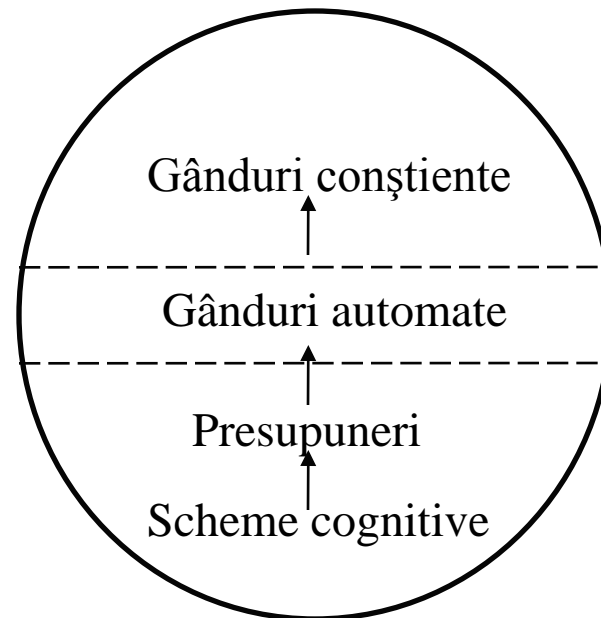 Gânduri conştiente
Gânduri automate
Presupuneri
Scheme cognitive